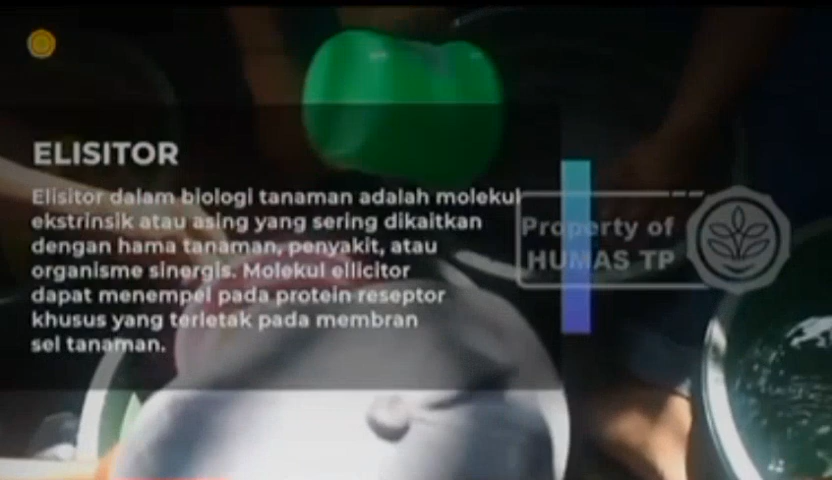 ELISITOR
Elisitor dalam biologi tanaman adalah molekul
ekstrinsik atau asing yang sering dikaitkan
dengan hama tanaman, penyakit, atau
organisme sinergis. Molekul ellicitor
dapat menempel pada protein reseptor
khusus yang terletak pada membran
sel tanaman.
Property of
HUMAS TP